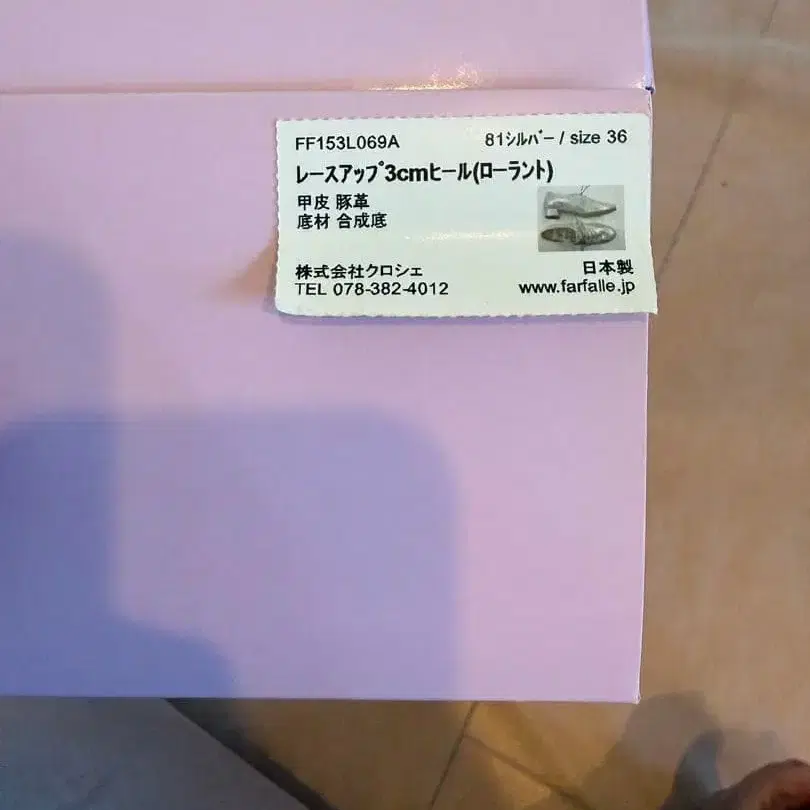 FF153L069A 81シルバー / size 36
レースアップ3cmヒール(ローラント)
甲皮 豚革
底材 合成底
株式会社クロシェ 日本製
TEL 078-382-4012 www.farfalle.jp